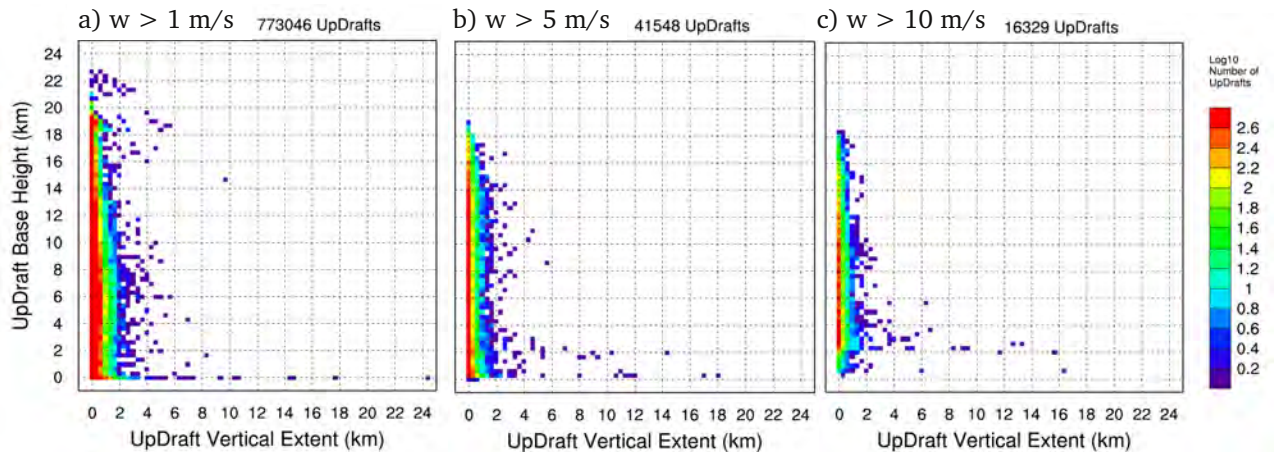 a) w > 1 m/s
773046 UpDrafts
b) w > 5 m/s
41548 UpDrafts
c) w > 10 m/s
16329 UpDrafts
UpDraft Base Height (km)
24
22
20
18
16
14
12
10
8
6
4
2
0
0 2 4 6 8 10 12 14 16 18 20 22 24
UpDraft Vertical Extent (km)
0 2 4 6 8 10 12 14 16 18 20 22 24
UpDraft Vertical Extent (km)
0 2 4 6 8 10 12 14 16 18 20 22 24
UpDraft Vertical Extent (km)
Log10
Number of
UpDrafts
2.6
2.4
2.2
2
1.8
1.6
1.4
1.2
1
0.8
0.6
0.4
0.2